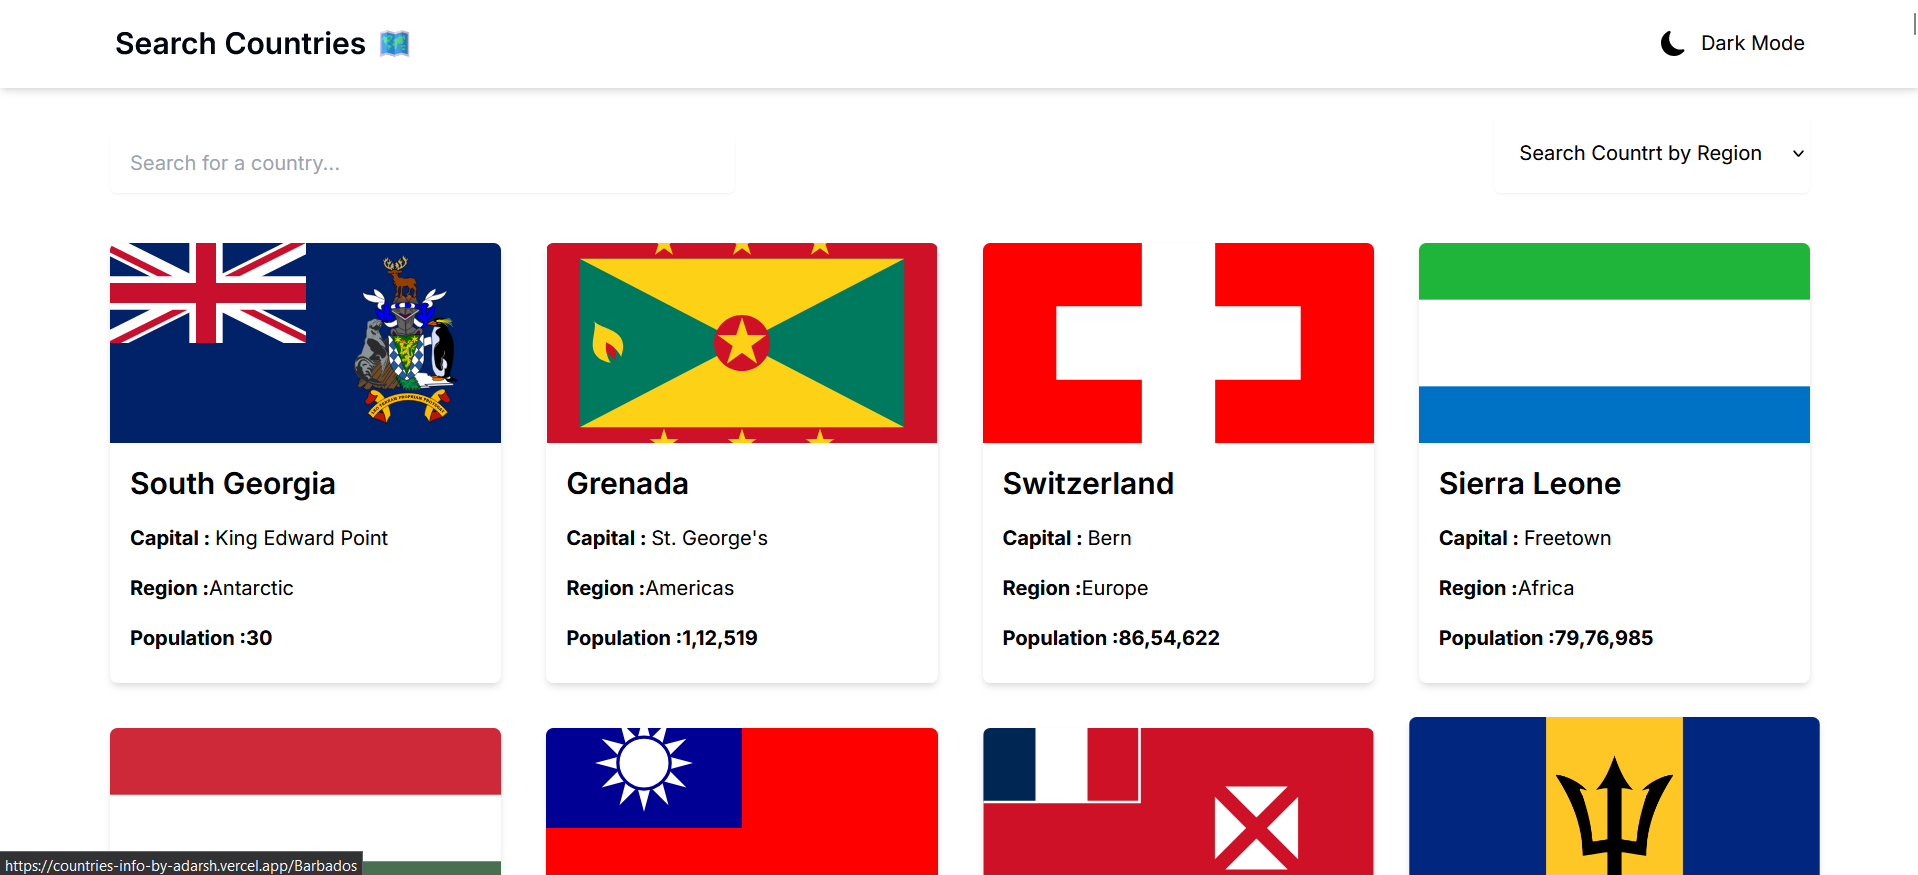 Search Countries
Dark Mode
Search for a country...
Search Countrt by Region
South Georgia
Capital : King Edward Point
Region :Antarctic
Population :30
Grenada
Capital : St. George's
Region :Americas
Population :1,12,519
Switzerland
Capital : Bern
Region :Europe
Population :86,54,622
Sierra Leone
Capital : Freetown
Region :Africa
Population :79,76,985
https://countries-info-by-adarsh.vercel.app/Barbados